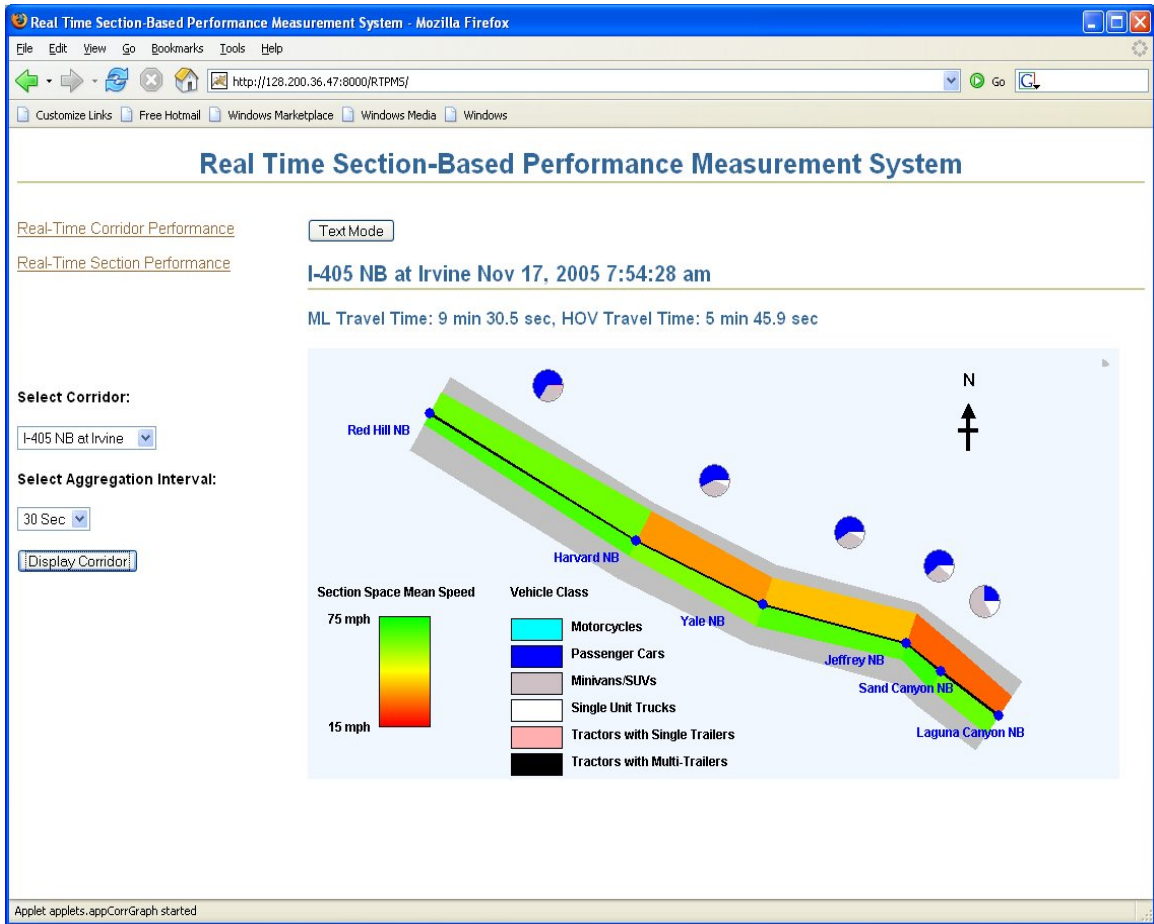 Real Time Section-Based Performance Measurement System - Mozilla Firefox
File Edit View Go Bookmarks Tools Help
http://128.200.36.47:8000/RTPMS/
Go
G
Customize Links Free Hotmail Windows Marketplace Windows Media Windows
Real Time Section-Based Performance Measurement System
Real-Time Corridor Performance
Real-Time Section Performance
Text Mode
I-405 NB at Irvine Nov 17, 2005 7:54:28 am
ML Travel Time: 9 min 30.5 sec, HOV Travel Time: 5 min 45.9 sec
Select Corridor:
I-405 NB at Irvine
Select Aggregation Interval:
30 Sec
Display Corridor
N
Red Hill NB
Harvard NB
Yale NB
Jeffrey NB
Sand Canyon NB
Laguna Canyon NB
Section Space Mean Speed
75 mph
15 mph
Vehicle Class
Motorcycles
Passenger Cars
Minivans/SUVs
Single Unit Trucks
Tractors with Single Trailers
Tractors with Multi-Trailers
Applet applets.appCorrGraph started